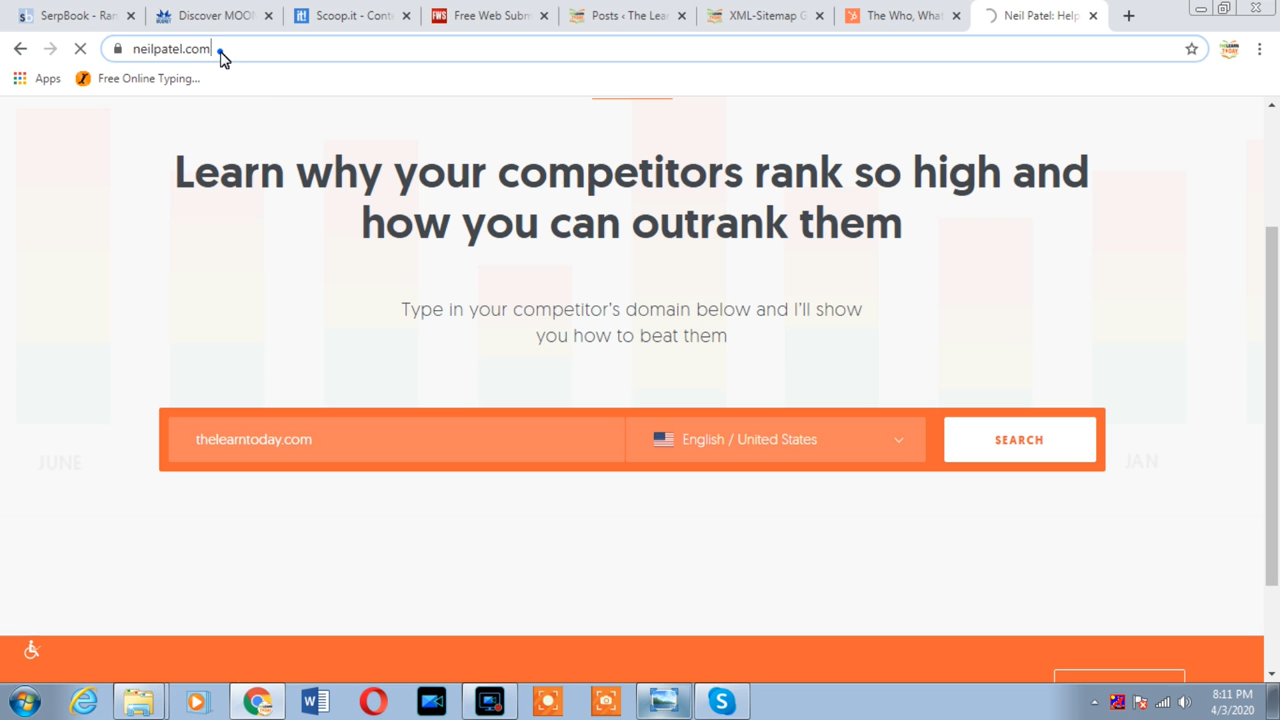 SerpBook - Ran
Discover MOO
Scoop.it - Cont
Free Web Subm
Posts ‹ The Lea
XML-Sitemap G
The Who, What
Neil Patel: Help
neilpatel.com
Apps
Free Online Typing...
Learn why your competitors rank so high and
how you can outrank them
Type in your competitor's domain below and I'll show
you how to beat them
thelearntoday.com
English / United States
SEARCH
JUNE
JAN
8:11 PM
4/3/2020